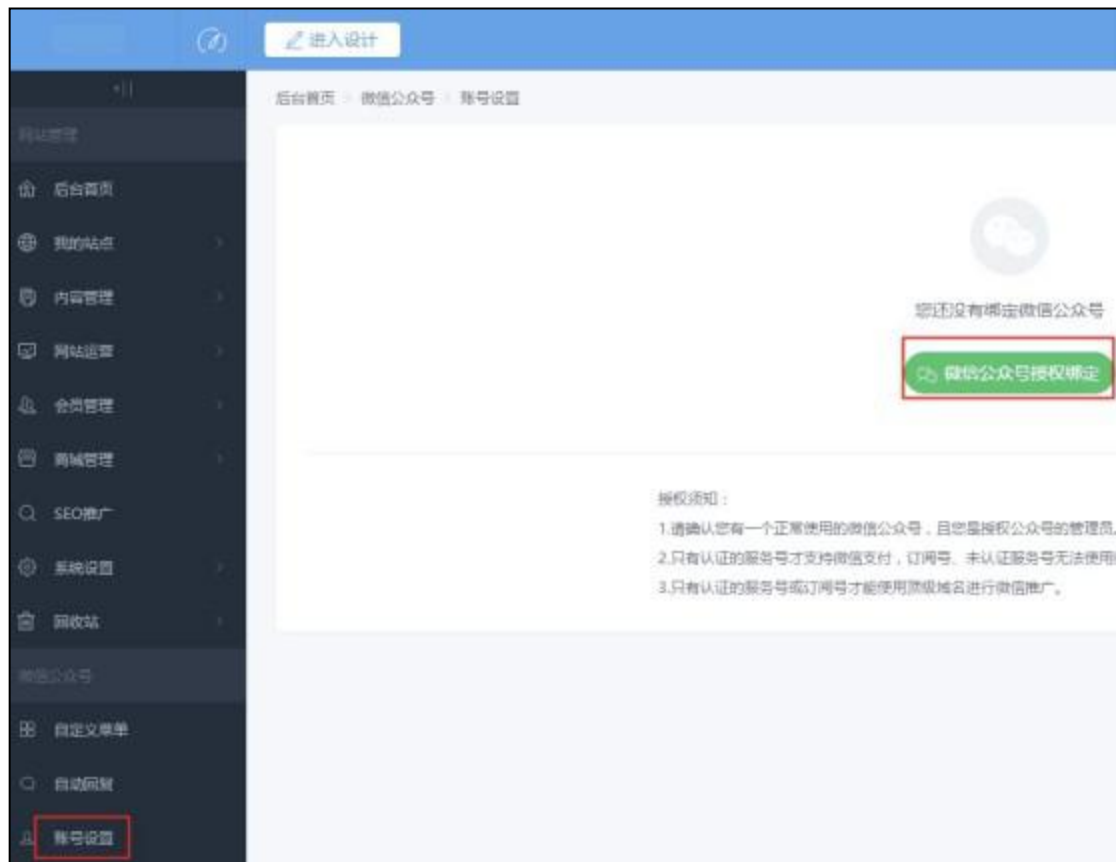 进入设计
后台首页 > 微信公众号 > 账号设置
网站管理
后台首页
我的站点
内容管理
网站运营
会员管理
商城管理
SEO推广
系统设置
回收站
微信公众号
自定义菜单
自动回复
账号设置
您还没有绑定微信公众号
微信公众号授权绑定
授权须知：
1.请确认您有一个正常使用的微信公众号，且您是授权公众号的管理员
2.只有认证的服务号才支持微信支付，订阅号、未认证服务号无法使用
3.只有认证的服务号或订阅号才能使用顶级域名进行微信推广。